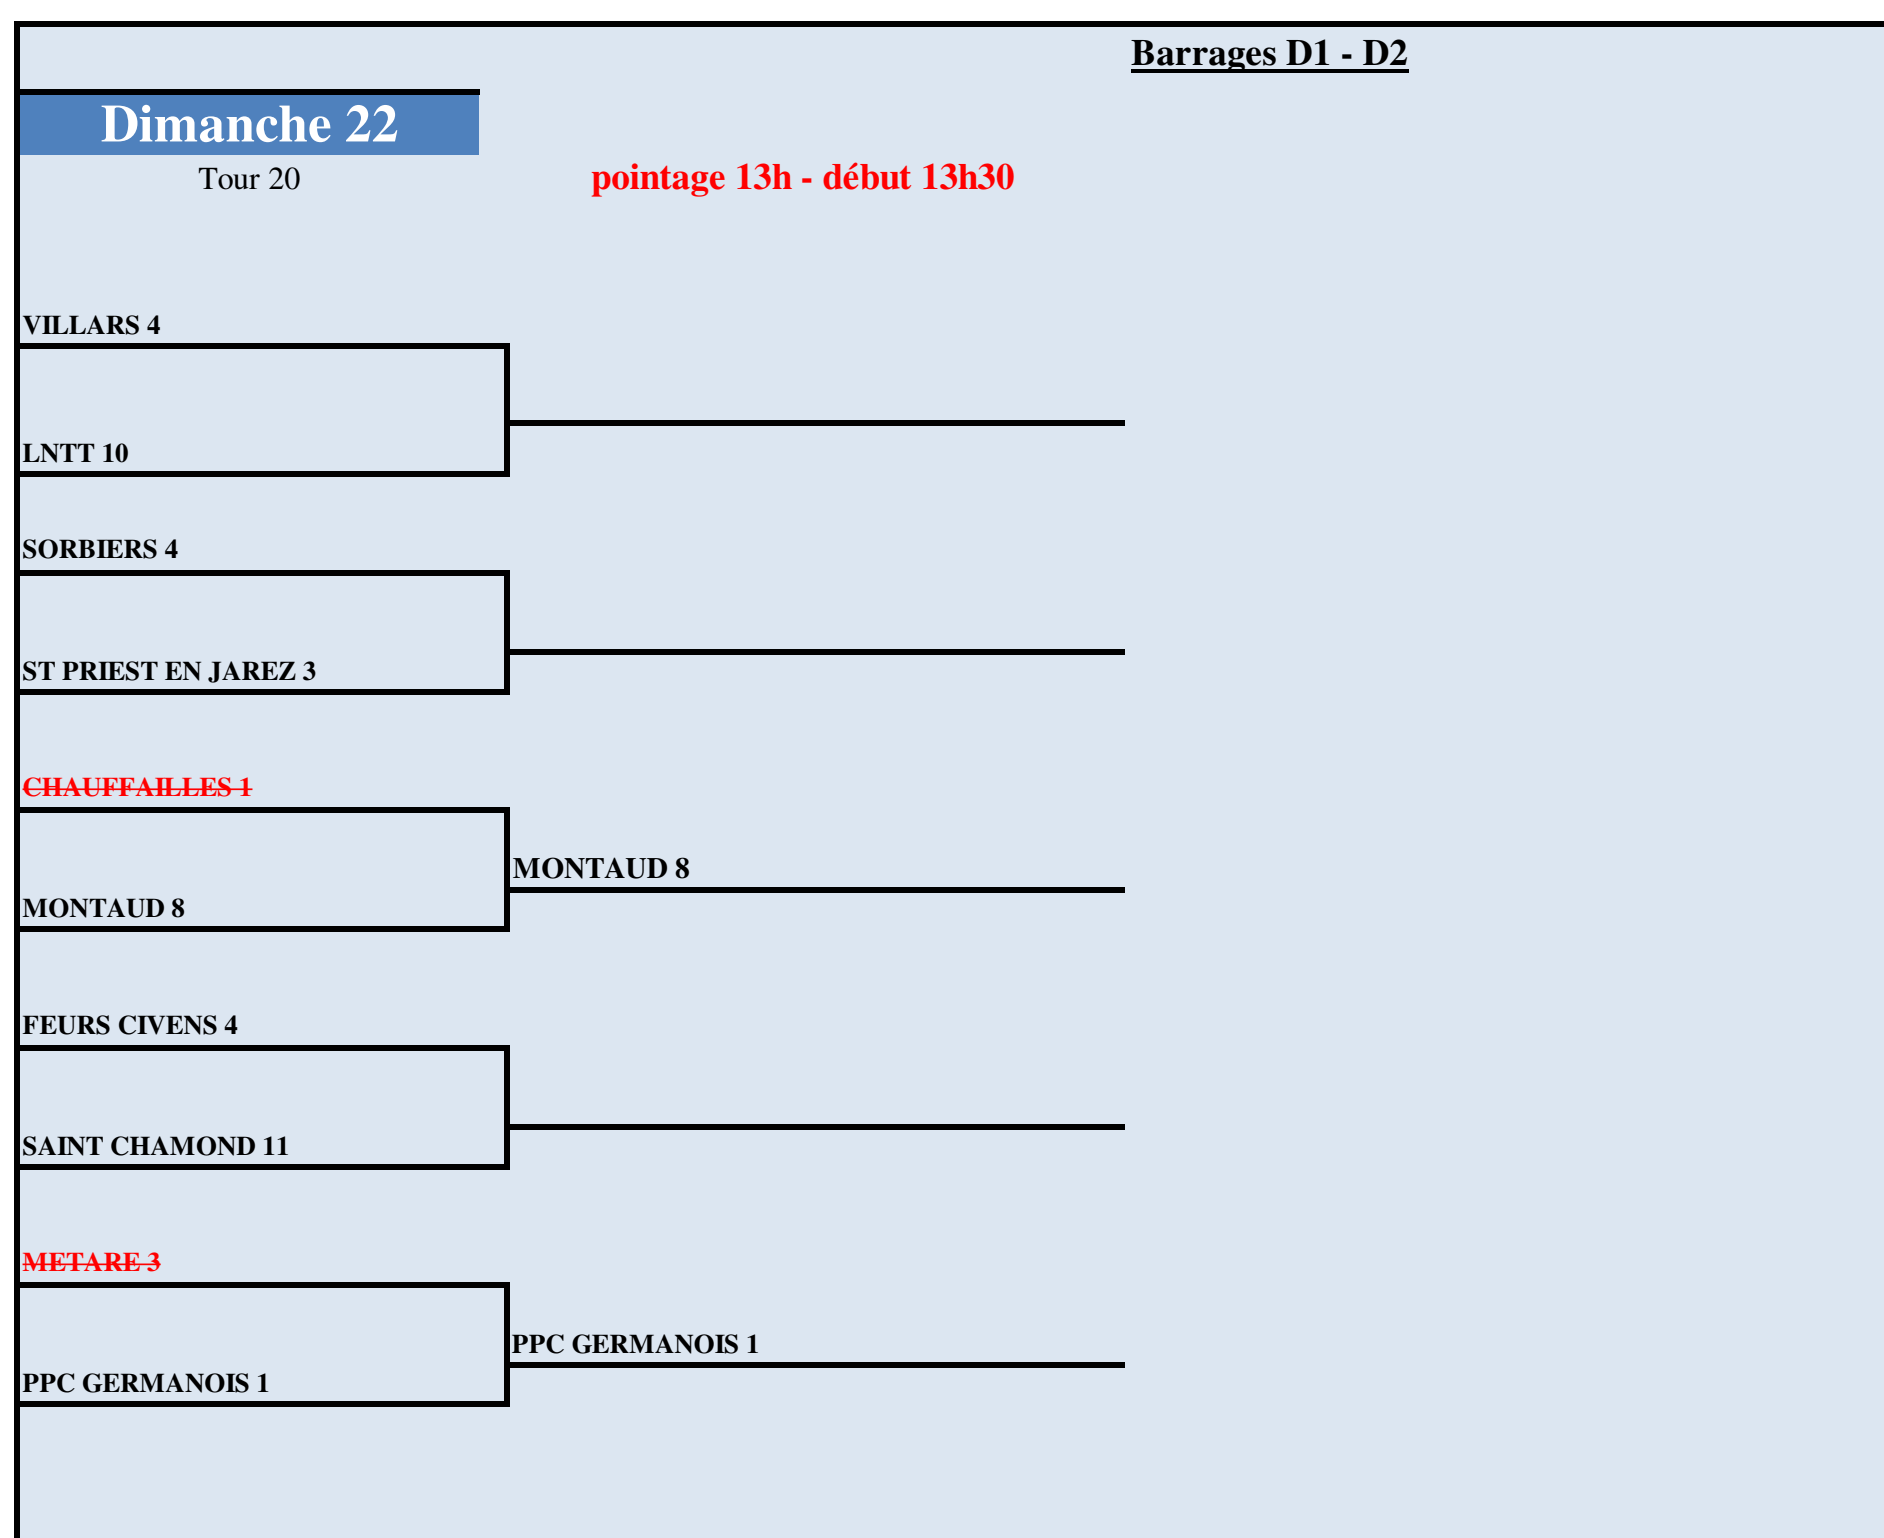 Barrages D1 - D2
Dimanche 22
Tour 20
pointage 13h - début 13h30
VILLARS 4
LNTT 10
SORBIERS 4
ST PRIEST EN JAREZ 3
CHAUFFAILLES 1
MONTAUD 8
MONTAUD 8
FEURS CIVENS 4
SAINT CHAMOND 11
METARE 3
PPC GERMANOIS 1
PPC GERMANOIS 1